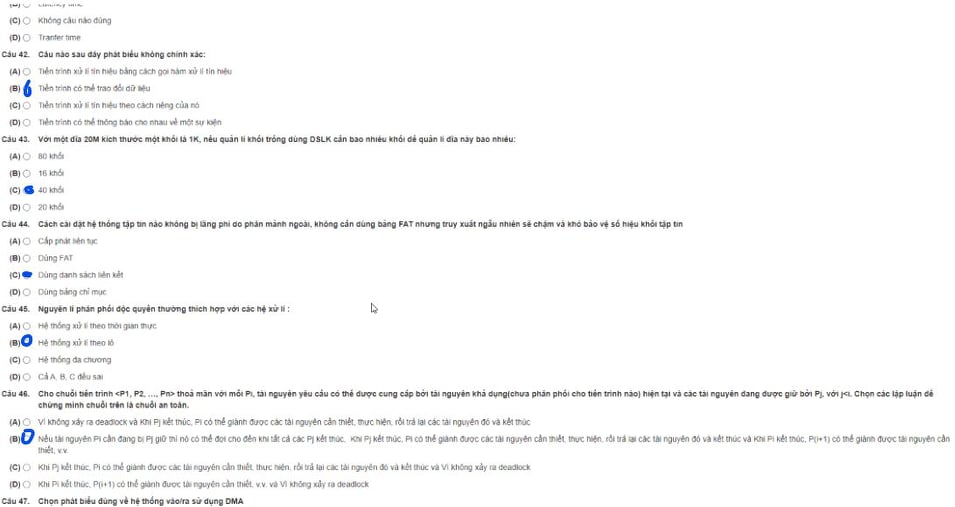 (C) Không câu nào đúng
(D) Tranfer time
Câu 42. Câu nào sau đây phát biểu không chính xác:
(A) Tiến trình xử lí tín hiệu bằng cách gọi hàm xử lí tín hiệu
(B) Tiến trình có thể trao đổi dữ liệu
(C) Tiến trình xử lí tín hiệu theo cách riêng của nó
(D) Tiến trình có thể thông báo cho nhau về một sự kiện
Câu 43. Với một đĩa 20M kích thước một khối là 1K, nếu quản lí khối trống dùng DSLK cần bao nhiêu khối để quản lí đĩa này bao nhiêu:
(A) 80 khối
(B) 16 khối
(C) 40 khối
(D) 20 khối
Câu 44. Cách cài đặt hệ thống tập tin nào không bị lãng phí do phân mảnh ngoài, không cần dùng bảng FAT nhưng truy xuất ngẫu nhiên sẽ chậm và khó bảo vệ số hiệu khối tập tin
(A) Cấp phát liên tục
(B) Dùng FAT
(C) Dùng danh sách liên kết
(D) Dùng bảng chỉ mục
Câu 45. Nguyên lí phân phối độc quyền thường thích hợp với các hệ xử lí :
(A) Hệ thống xử lí theo thời gian thực
(B) Hệ thống xử lí theo lô
(C) Hệ thống đa chương
(D) Cả A, B, C đều sai
Câu 46. Cho chuỗi tiến trình <P1, P2, ..., Pn> thoả mãn với mỗi Pi, tài nguyên yêu cầu có thể được cung cấp bởi tài nguyên khả dụng(chưa phân phối cho tiến trình nào) hiện tại và các tài nguyên đang được giữ bởi Pj, với j<i. Chọn các lập luận để
chứng minh chuỗi trên là chuỗi an toàn.
(A) Vì không xảy ra deadlock và Khi Pj kết thúc, Pi có thể giành được các tài nguyên cần thiết, thực hiện, rồi trả lại các tài nguyên đó và kết thúc
(B) Nếu tài nguyên Pi cần đang bị Pj giữ thì nó có thể đợi cho đến khi tất cả các Pj kết thúc, Khi Pj kết thúc, Pi có thể giành được các tài nguyên cần thiết, thực hiện, rồi trả lại các tài nguyên đó và kết thúc và Khi Pi kết thúc, P(i+1) có thể giành được tài nguyên cần
thiết, v.v.
(C) Khi Pj kết thúc, Pi có thể giành được các tài nguyên cần thiết, thực hiện, rồi trả lại các tài nguyên đó và kết thúc và Vì không xảy ra deadlock
(D) Khi Pi kết thúc, P(i+1) có thể giành được tài nguyên cần thiết, v.v. và Vì không xảy ra deadlock
Câu 47. Chọn phát biểu đúng về hệ thống vào/ra sử dụng DMA